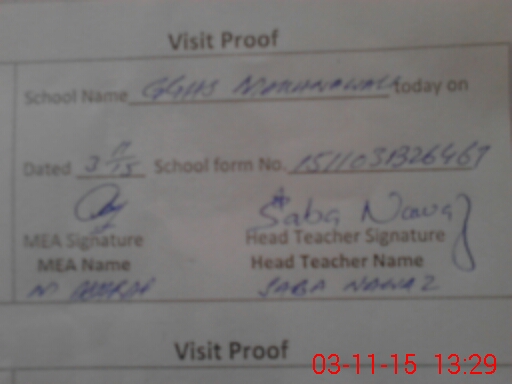 Visit Proof
School Name GGHS today on
Dated 3 11/15 School form No.
Saba Nawaz
MEA Signature Head Teacher Signature
MEA Name Head Teacher Name
SABA NAWAZ
Visit Proof
03-11-15 13:29